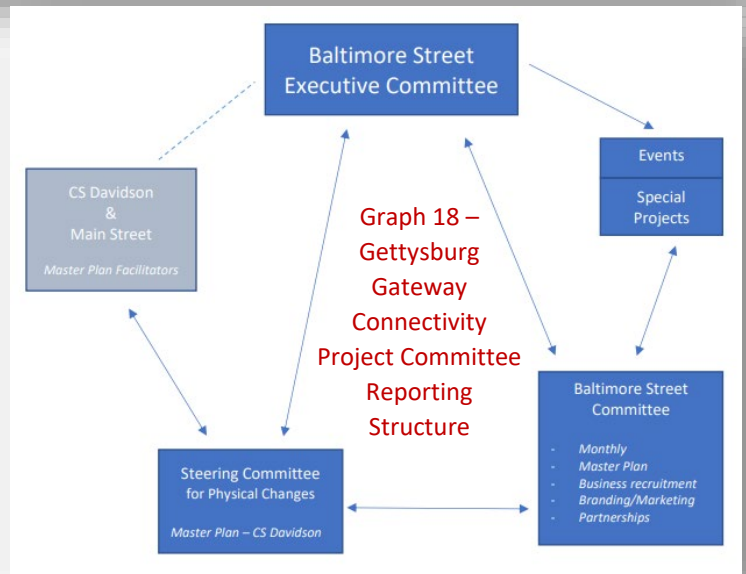 Baltimore Street
Executive Committee
CS Davidson
&
Main Street
Master Plan Facilitators
Events
Special
Projects
Graph 18 –
Gettysburg
Gateway
Connectivity
Project Committee
Reporting
Structure
Steering Committee
for Physical Changes
Master Plan – CS Davidson
Baltimore Street
Committee
- Monthly
- Master Plan
- Business recruitment
- Branding/Marketing
- Partnerships